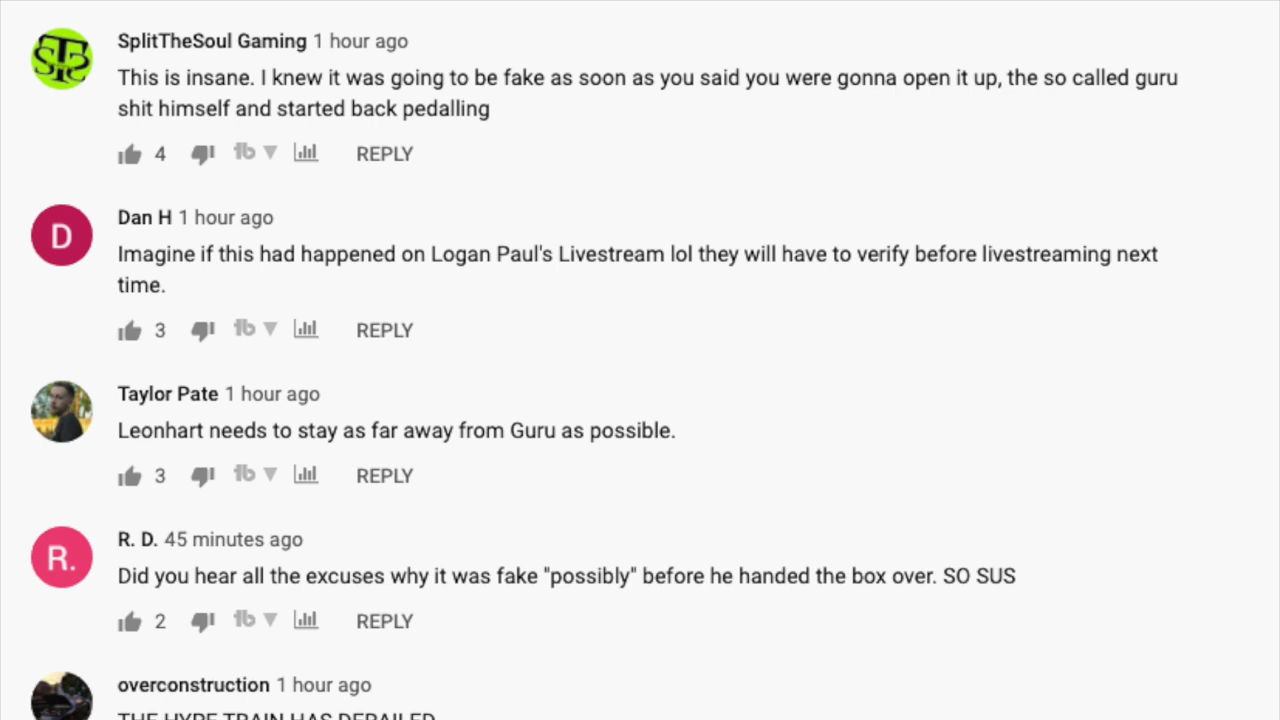 SplitTheSoul Gaming 1 hour ago
This is insane. I knew it was going to be fake as soon as you said you were gonna open it up, the so called guru
shit himself and started back pedalling
4 REPLY
D
Dan H 1 hour ago
Imagine if this had happened on Logan Paul's Livestream lol they will have to verify before livestreaming next
time.
3 REPLY
Taylor Pate 1 hour ago
Leonhart needs to stay as far away from Guru as possible.
3 REPLY
R.
R. D. 45 minutes ago
Did you hear all the excuses why it was fake "possibly" before he handed the box over. SO SUS
2 REPLY
overconstruction 1 hour ago
THE HYPE TRAIN HAS DERAILED